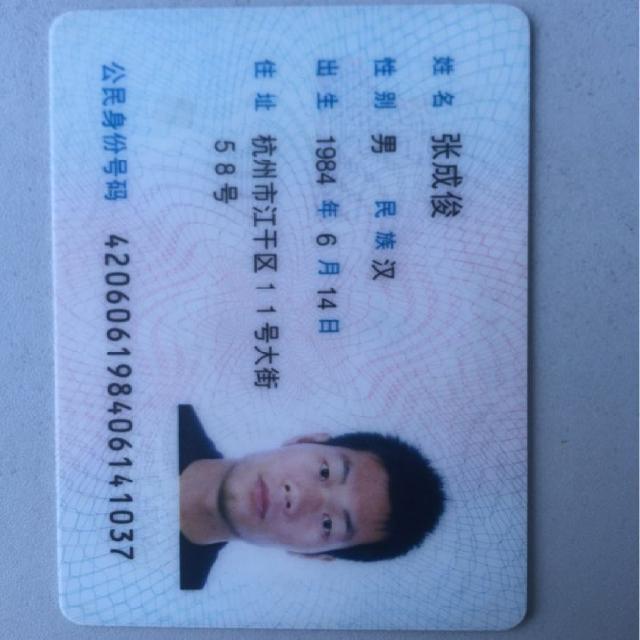 姓名 张成俊
性别 男 民族 汉
出生 1984 年 6 月 14 日
住址 杭州市江干区11号大街
58号
公民身份号码 420606198406141037